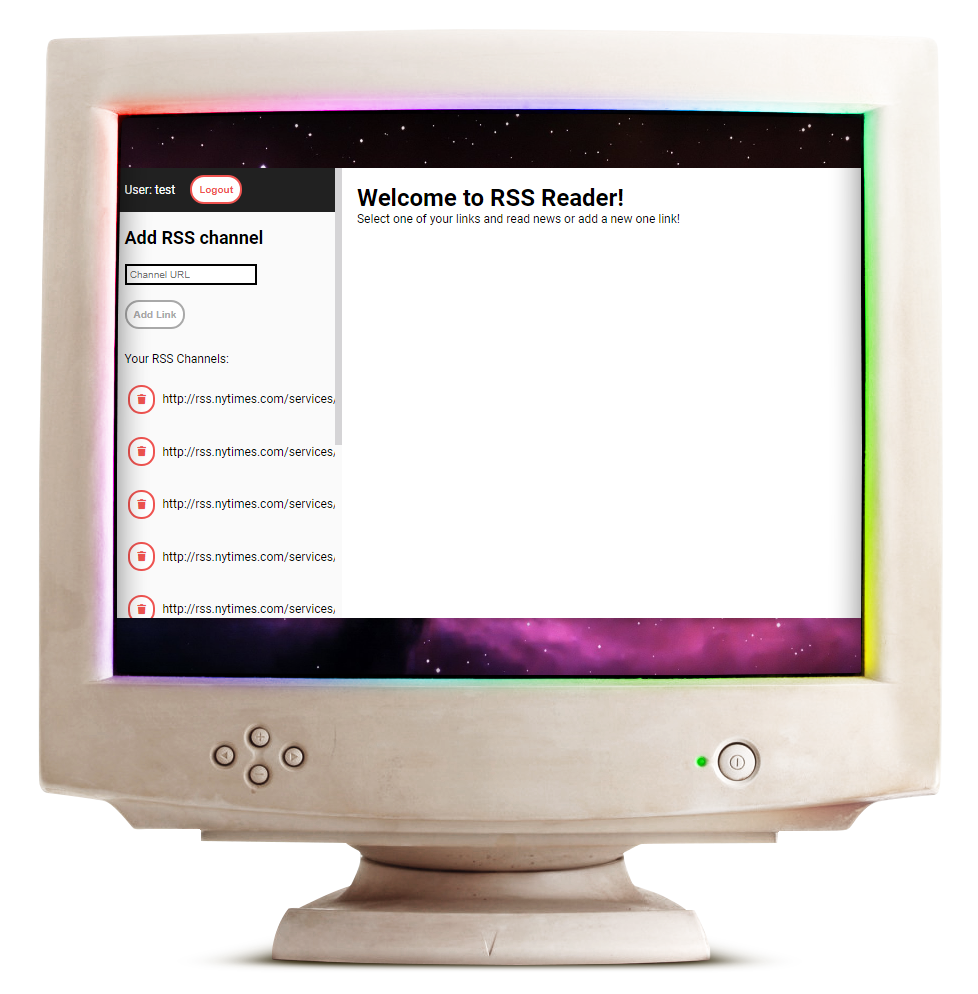 User: test
Logout
Add RSS channel
Channel URL
Add Link
Your RSS Channels:
http://rss.nytimes.com/services/
http://rss.nytimes.com/services/
http://rss.nytimes.com/services/
http://rss.nytimes.com/services/
http://rss.nytimes.com/services/
Welcome to RSS Reader!
Select one of your links and read news or add a new one link!